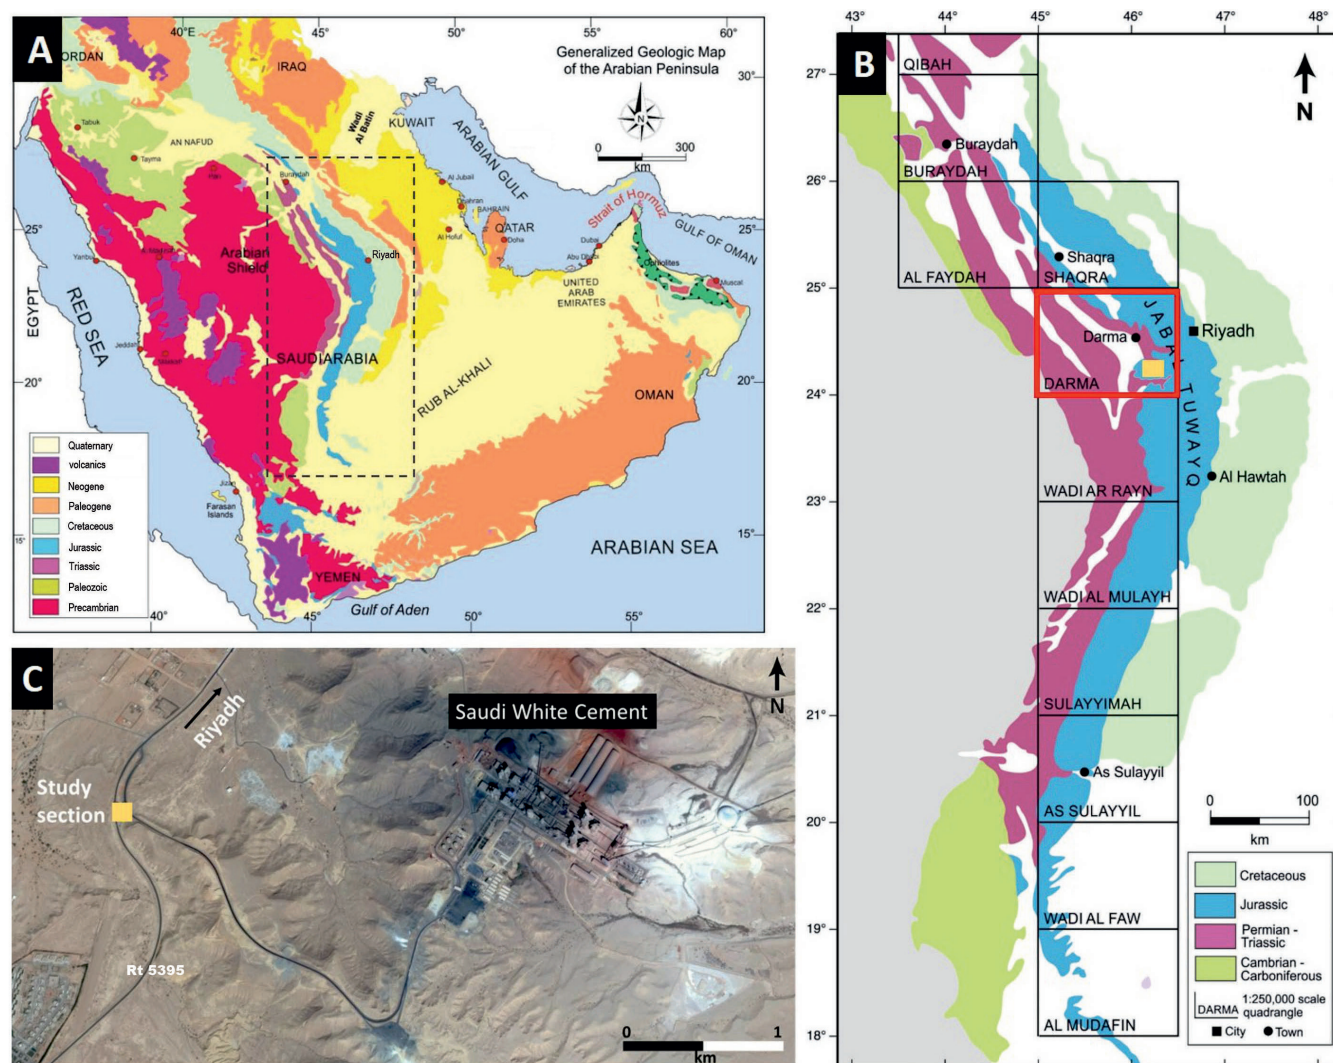 A
40°E
45°
50°
55°
60°
Generalized Geologic Map
of the Arabian Peninsula
N
0
300
km
30°
25°
20°
15°
15°
40°
45°
50°
55°
ORDAN
IRAQ
Wadi
Al Batin
KUWAIT
ARABIAN GULF
Tabuk
AN NAFUD
Tayma
Buraydah
Al Jubail
Dhahran
BAHRAIN
QATAR
Doha
Al Hofuf
Strait of Hormuz
GULF OF OMAN
Dubai
Abu Dhabi
UNITED
ARAB
EMIRATES
Ophiolites
Muscat
EGYPT
Yanbu
RED SEA
Arabian
Shield
Riyadh
Jeddah
SAUDIARABIA
RUB AL-KHALI
OMAN
Jizan
Farasan
Islands
YEMEN
Gulf of Aden
ARABIAN SEA
Quaternary
volcanics
Neogene
Paleogene
Cretaceous
Jurassic
Triassic
Paleozoic
Precambrian
B
43°
44°
45°
46°
47°
48°
27°
26°
25°
24°
23°
22°
21°
20°
19°
18°
N
QIBAH
Buraydah
BURAYDAH
Shaqra
AL FAYDAH
SHAQRA
JABAL TUWAYQ
Riyadh
Darma
DARMA
Al Hawtah
WADI AR RAYN
WADI AL MULAYH
SULAYYIMAH
As Sulayyil
AS SULAYYIL
WADI AL FAW
AL MUDAFIN
0
100
km
Cretaceous
Jurassic
Permian -
Triassic
Cambrian -
Carboniferous
DARMA
1:250,000 scale
quadrangle
City
Town
C
Riyadh
Saudi White Cement
N
Study
section
Rt 5395
0
1
km